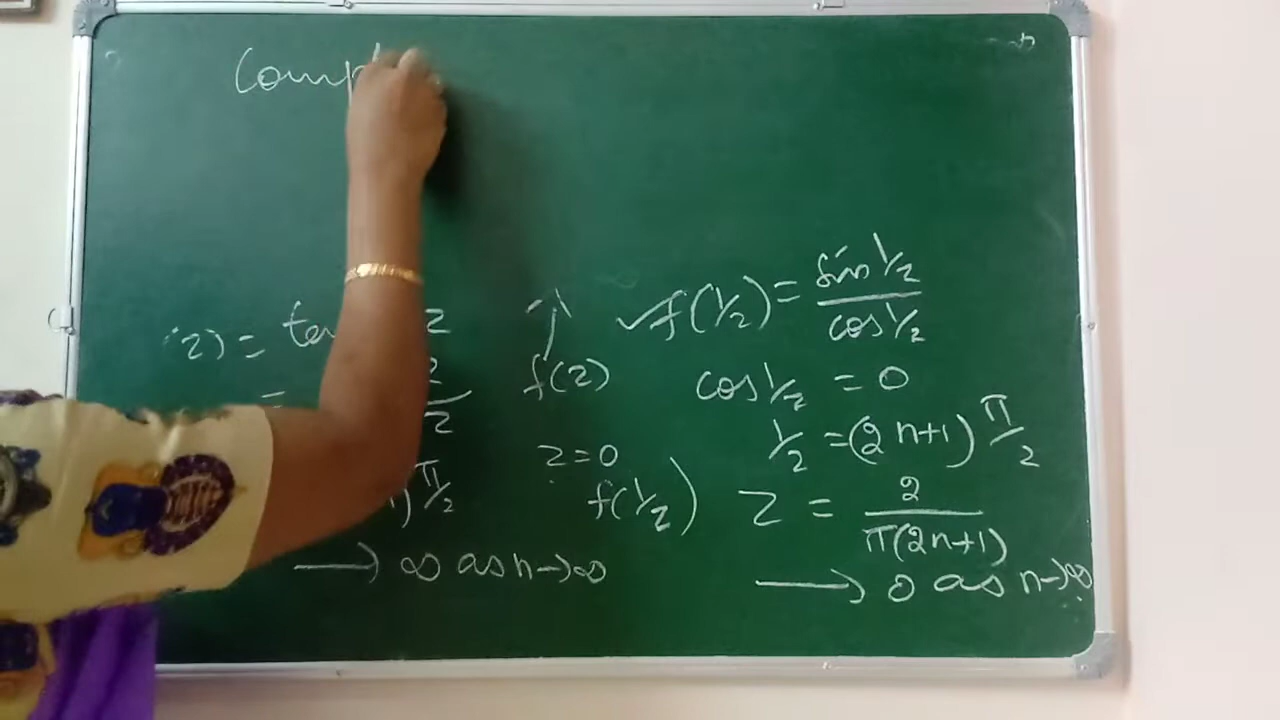 Comp
(z) = tan z
= z / z
) π/2
→ ∞ as n→∞
↑
f(z)
z=0
f(1/z)
✓ f(1/z) = sin 1/z / cos 1/z
cos 1/z = 0
1/z = (2n+1) π/2
z = 2 / π(2n+1)
→ 0 as n→∞